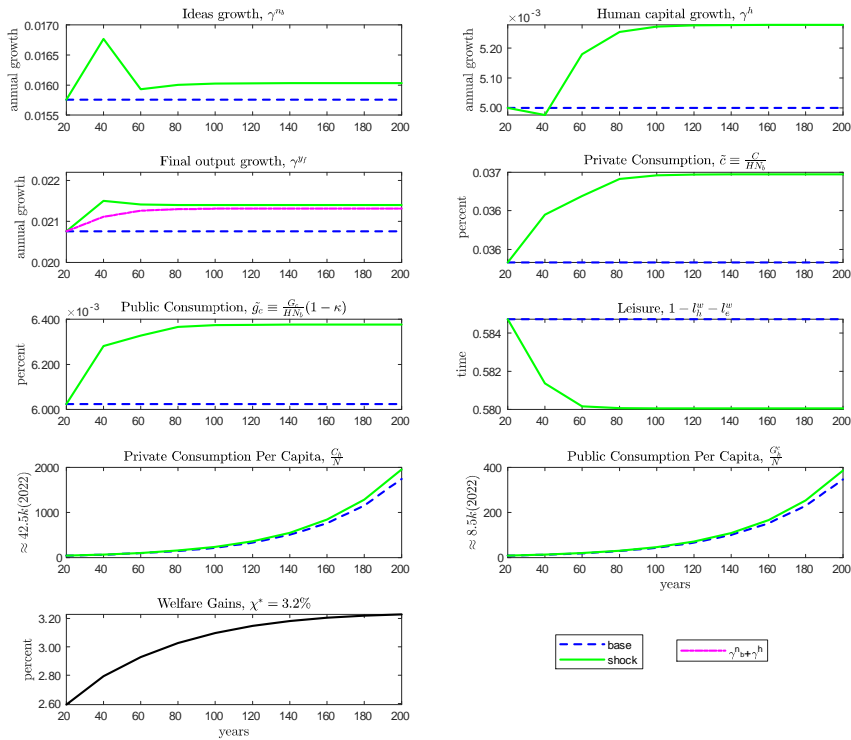 Ideas growth, γⁿᵇ
annual growth
0.0170
0.0165
0.0160
0.0155
20 40 60 80 100 120 140 160 180 200
Human capital growth, γʰ
×10⁻³
annual growth
5.20
5.10
5.00
20 40 60 80 100 120 140 160 180 200
Final output growth, γ^{y_f}
annual growth
0.022
0.021
0.020
20 40 60 80 100 120 140 160 180 200
Private Consumption, c̃ ≡ C/HN_b
percent
0.037
0.036
0.036
20 40 60 80 100 120 140 160 180 200
Public Consumption, g̃_c ≡ G_c/HN_b (1 − κ)
×10⁻³
percent
6.400
6.200
6.000
20 40 60 80 100 120 140 160 180 200
Leisure, 1 − l_h^w − l_e^w
time
0.584
0.582
0.580
20 40 60 80 100 120 140 160 180 200
Private Consumption Per Capita, C_b/N
≈ 42.5k(2022)
2000
1000
0
20 40 60 80 100 120 140 160 180 200
Public Consumption Per Capita, G_b^c/N
≈ 8.5k(2022)
400
200
0
20 40 60 80 100 120 140 160 180 200
years
Welfare Gains, χ* = 3.2%
percent
3.20
3.00
2.80
2.60
20 40 60 80 100 120 140 160 180 200
years
base
shock
γ^{n_b}+γ^h